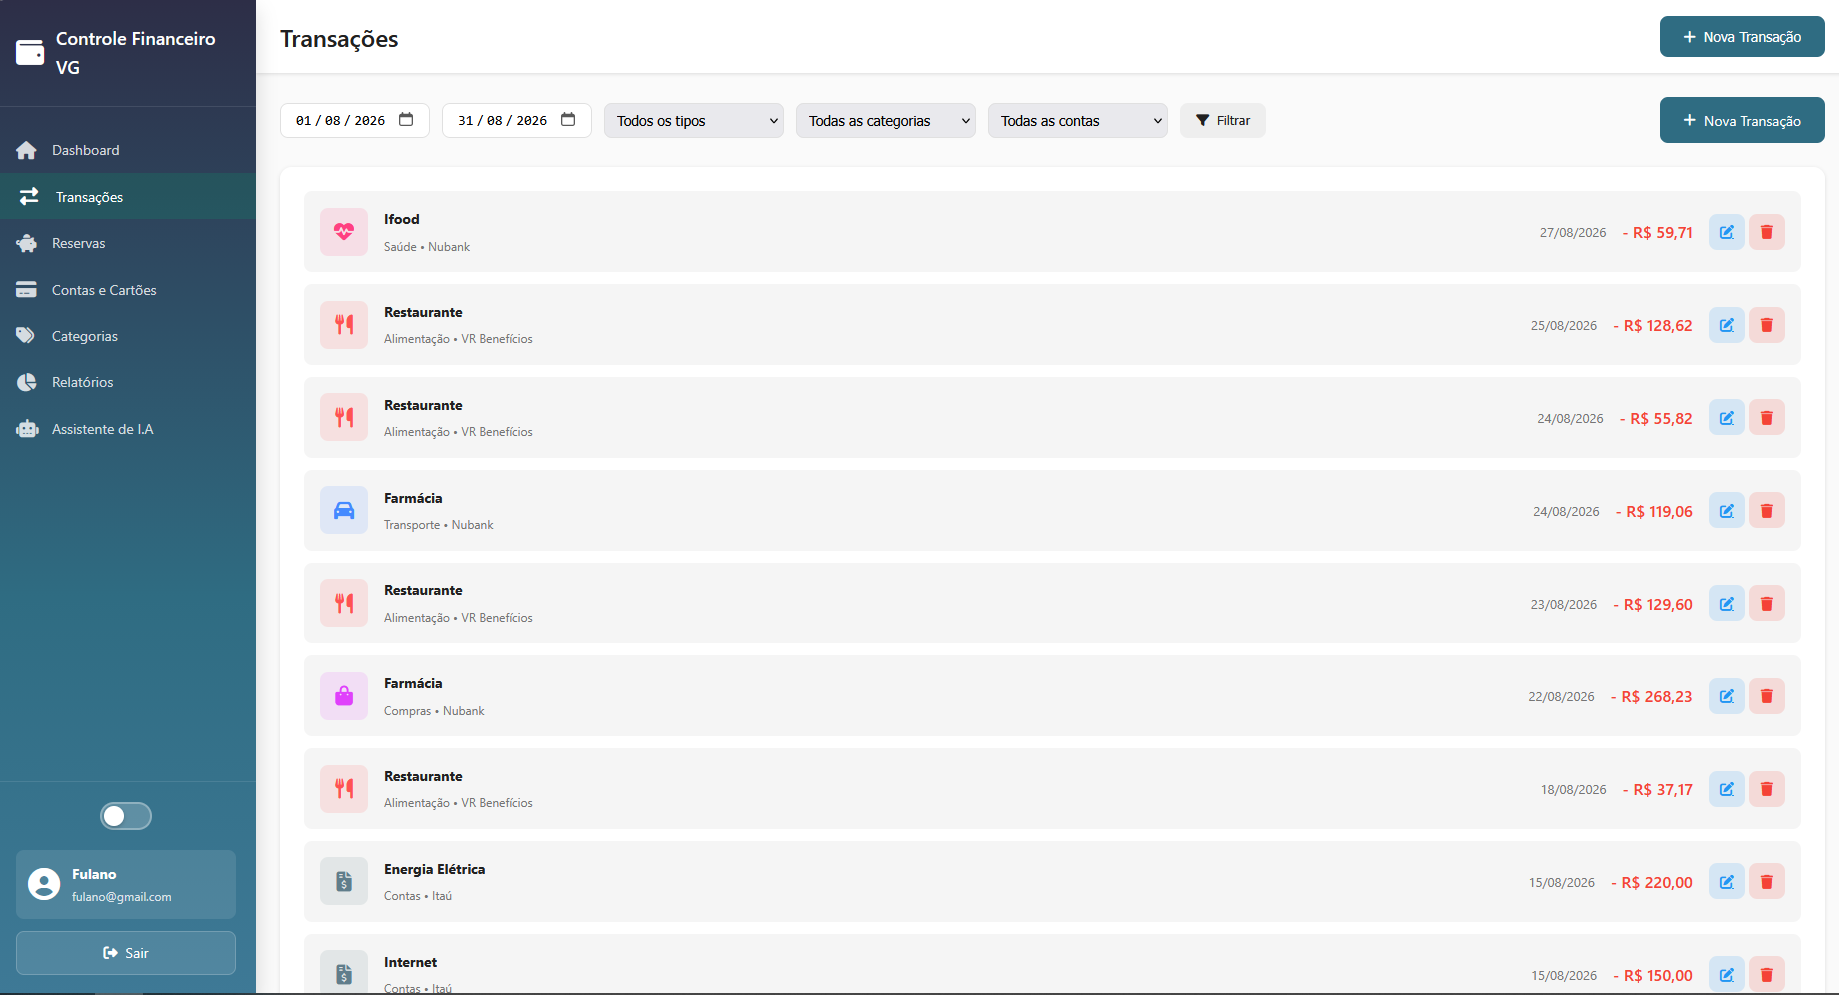 Controle Financeiro
VG
Dashboard
Transações
Reservas
Contas e Cartões
Categorias
Relatórios
Assistente de I.A
Fulano
fulano@gmail.com
Sair
Transações
Nova Transação
01/08/2026
31/08/2026
Todos os tipos
Todas as categorias
Todas as contas
Filtrar
Nova Transação
Ifood
Saúde • Nubank
27/08/2026
- R$ 59,71
Restaurante
Alimentação • VR Benefícios
25/08/2026
- R$ 128,62
Restaurante
Alimentação • VR Benefícios
24/08/2026
- R$ 55,82
Farmácia
Transporte • Nubank
24/08/2026
- R$ 119,06
Restaurante
Alimentação • VR Benefícios
23/08/2026
- R$ 129,60
Farmácia
Compras • Nubank
22/08/2026
- R$ 268,23
Restaurante
Alimentação • VR Benefícios
18/08/2026
- R$ 37,17
Energia Elétrica
Contas • Itaú
15/08/2026
- R$ 220,00
Internet
Contas • Itaú
15/08/2026
- R$ 150,00